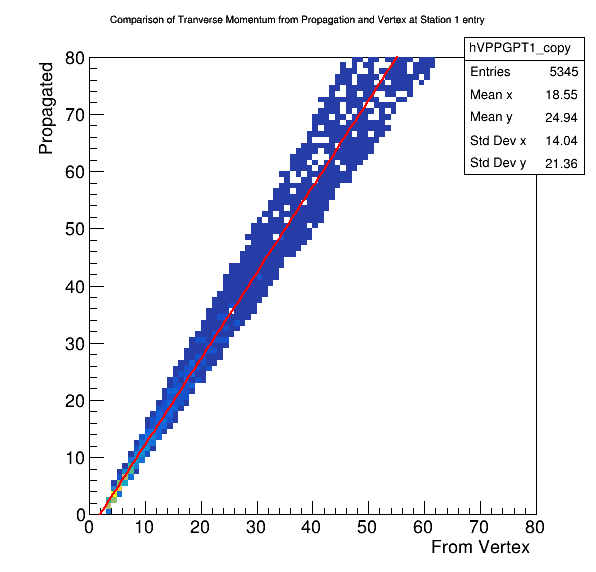 Comparison of Tranverse Momentum from Propagation and Vertex at Station 1 entry
hVPPGPT1_copy
Entries 5345
Mean x 18.55
Mean y 24.94
Std Dev x 14.04
Std Dev y 21.36
Propagated
80
70
60
50
40
30
20
10
0
0 10 20 30 40 50 60 70 80
From Vertex